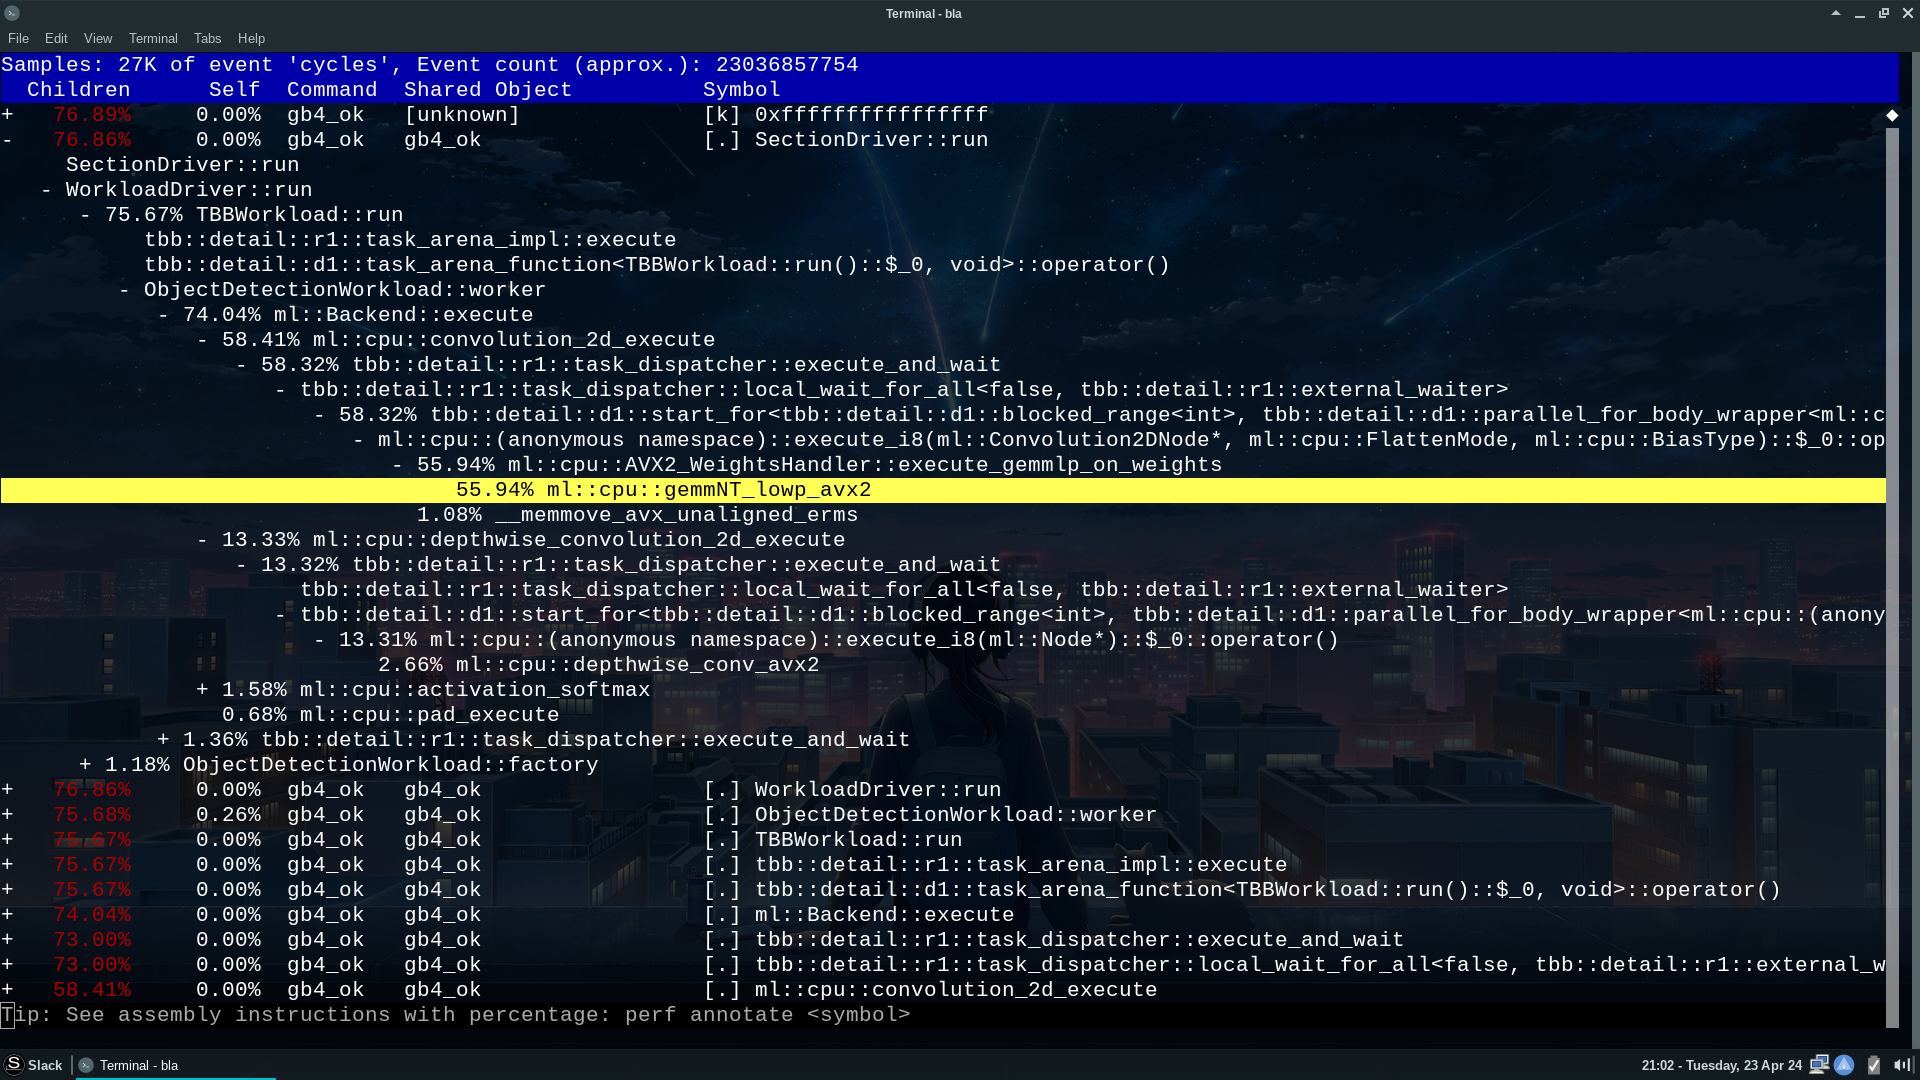 Terminal - bla
File Edit View Terminal Tabs Help
Samples: 27K of event 'cycles', Event count (approx.): 23036857754
Children Self Command Shared Object Symbol
+ 76.89% 0.00% gb4_ok [unknown] [k] 0xffffffffffffffff
- 76.86% 0.00% gb4_ok gb4_ok [.] SectionDriver::run
SectionDriver::run
- WorkloadDriver::run
- 75.67% TBBWorkload::run
tbb::detail::r1::task_arena_impl::execute
tbb::detail::d1::task_arena_function<TBBWorkload::run()::$_0, void>::operator()
- ObjectDetectionWorkload::worker
- 74.04% ml::Backend::execute
- 58.41% ml::cpu::convolution_2d_execute
- 58.32% tbb::detail::r1::task_dispatcher::execute_and_wait
- tbb::detail::r1::task_dispatcher::local_wait_for_all<false, tbb::detail::r1::external_waiter>
- 58.32% tbb::detail::d1::start_for<tbb::detail::d1::blocked_range<int>, tbb::detail::d1::parallel_for_body_wrapper<ml::c
- ml::cpu::(anonymous namespace)::execute_i8(ml::Convolution2DNode*, ml::cpu::FlattenMode, ml::cpu::BiasType)::$_0::op
- 55.94% ml::cpu::AVX2_WeightsHandler::execute_gemmlp_on_weights
55.94% ml::cpu::gemmNT_lowp_avx2
1.08% __memmove_avx_unaligned_erms
- 13.33% ml::cpu::depthwise_convolution_2d_execute
- 13.32% tbb::detail::r1::task_dispatcher::execute_and_wait
tbb::detail::r1::task_dispatcher::local_wait_for_all<false, tbb::detail::r1::external_waiter>
- tbb::detail::d1::start_for<tbb::detail::d1::blocked_range<int>, tbb::detail::d1::parallel_for_body_wrapper<ml::cpu::(anony
- 13.31% ml::cpu::(anonymous namespace)::execute_i8(ml::Node*)::$_0::operator()
2.66% ml::cpu::depthwise_conv_avx2
+ 1.58% ml::cpu::activation_softmax
0.68% ml::cpu::pad_execute
+ 1.36% tbb::detail::r1::task_dispatcher::execute_and_wait
+ 1.18% ObjectDetectionWorkload::factory
+ 76.86% 0.00% gb4_ok gb4_ok [.] WorkloadDriver::run
+ 75.68% 0.26% gb4_ok gb4_ok [.] ObjectDetectionWorkload::worker
+ 75.67% 0.00% gb4_ok gb4_ok [.] TBBWorkload::run
+ 75.67% 0.00% gb4_ok gb4_ok [.] tbb::detail::r1::task_arena_impl::execute
+ 75.67% 0.00% gb4_ok gb4_ok [.] tbb::detail::d1::task_arena_function<TBBWorkload::run()::$_0, void>::operator()
+ 74.04% 0.00% gb4_ok gb4_ok [.] ml::Backend::execute
+ 73.00% 0.00% gb4_ok gb4_ok [.] tbb::detail::r1::task_dispatcher::execute_and_wait
+ 73.00% 0.00% gb4_ok gb4_ok [.] tbb::detail::r1::task_dispatcher::local_wait_for_all<false, tbb::detail::r1::external_w
+ 58.41% 0.00% gb4_ok gb4_ok [.] ml::cpu::convolution_2d_execute
Tip: See assembly instructions with percentage: perf annotate <symbol>
S Slack Terminal - bla 21:02 - Tuesday, 23 Apr 24